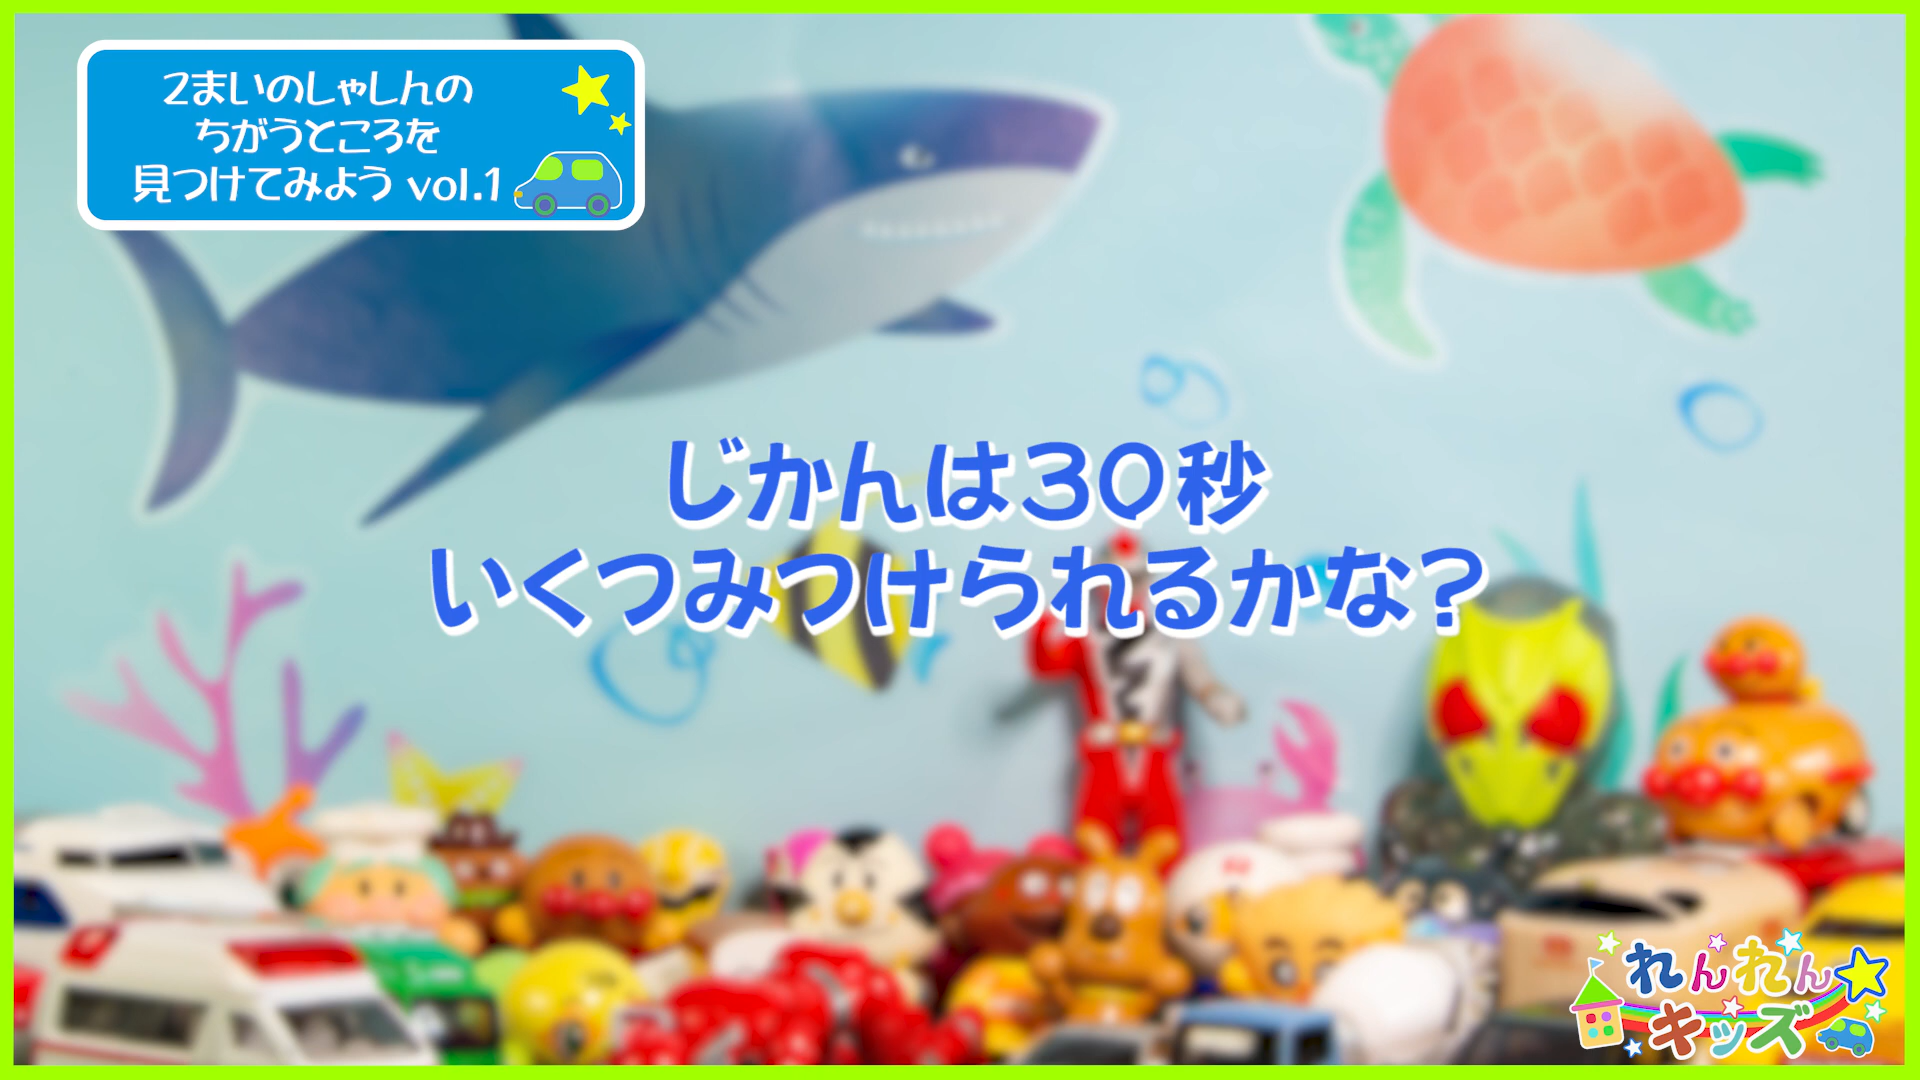 2まいのしゃしんの
ちがうところを
見つけてみよう vol.1
じかんは30秒
いくつみつけられるかな?
れんれん
キッズ